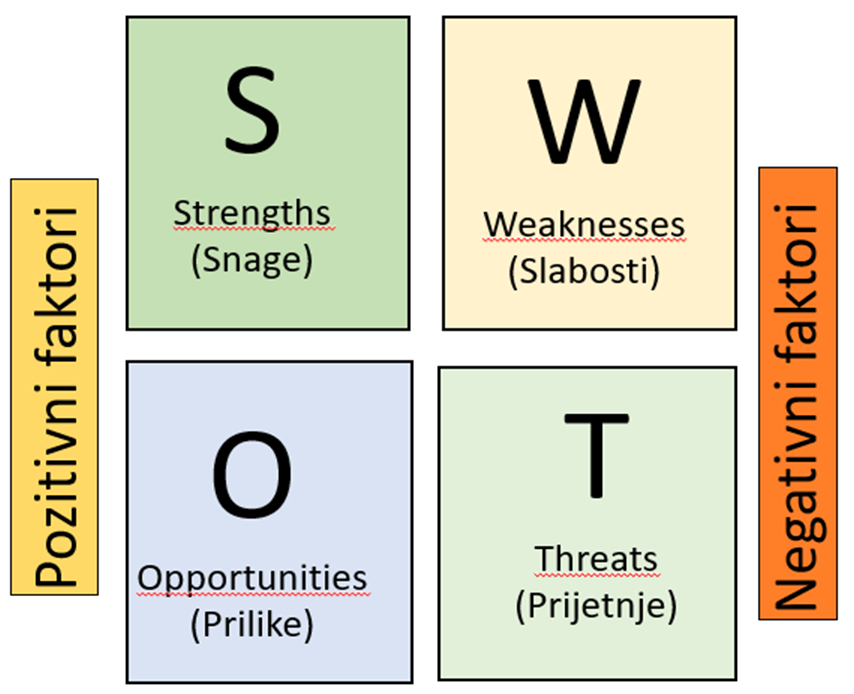 Pozitivni faktori
S
Strengths
(Snage)
W
Weaknesses
(Slabosti)
O
Opportunities
(Prilike)
T
Threats
(Prijetnje)
Negativni faktori